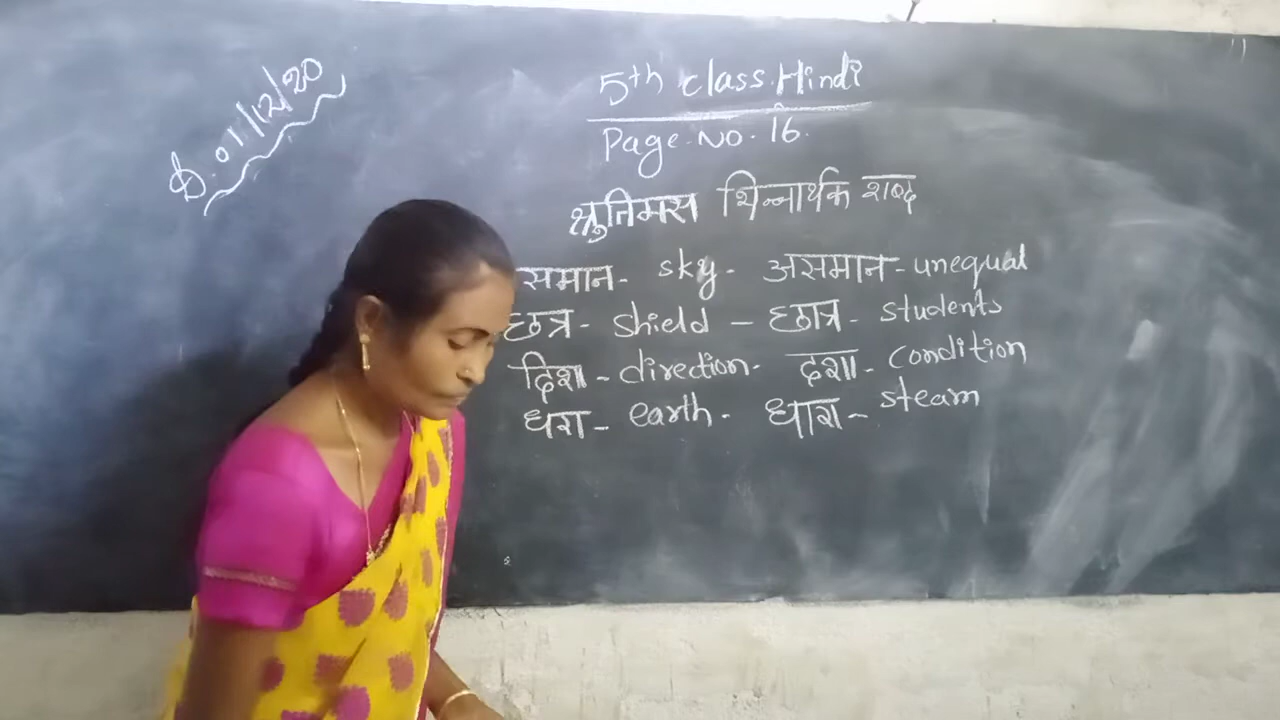 D. 01/12/20
5th class. Hindi
Page. No. 16.
श्रुतिमस भिन्नार्थक शब्द
समान - sky - असमान - unequal
छत्र - shield - छात्र - students
दिशा - direction - दशा - condition
धरा - earth - धारा - steam